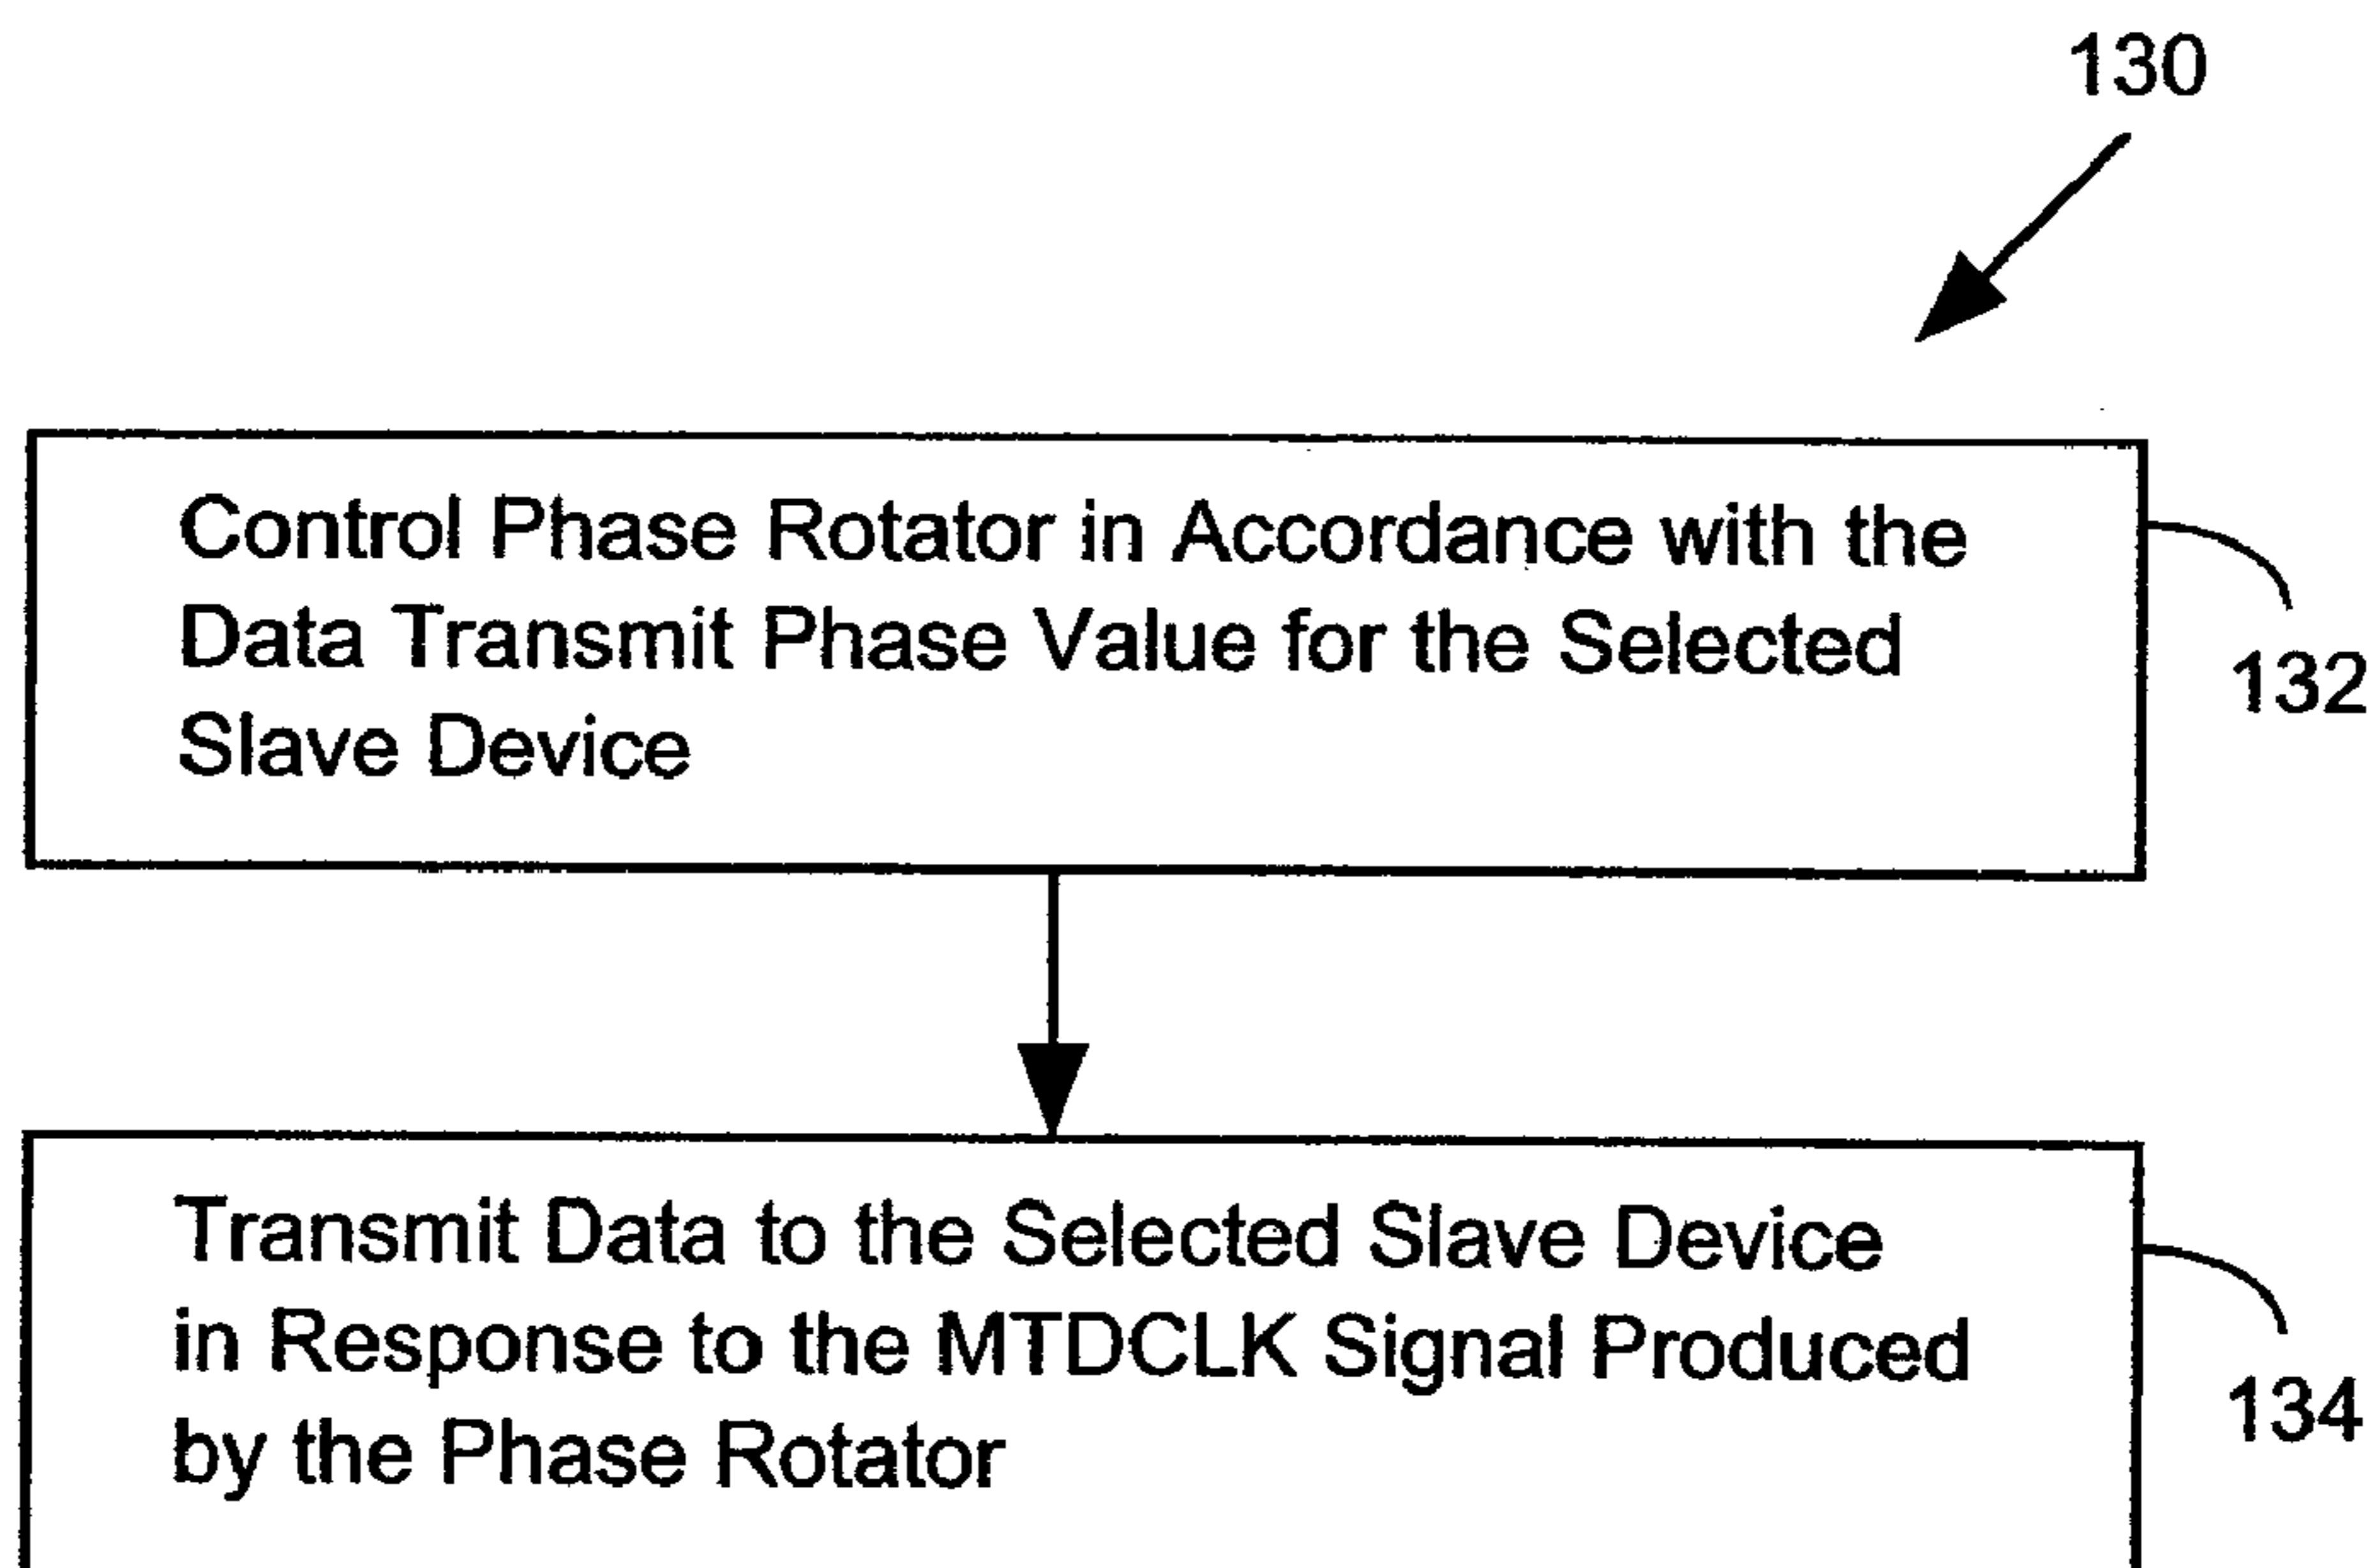 130
Control Phase Rotator in Accordance with the
Data Transmit Phase Value for the Selected
Slave Device
132
Transmit Data to the Selected Slave Device
in Response to the MTDCLK Signal Produced
by the Phase Rotator
134